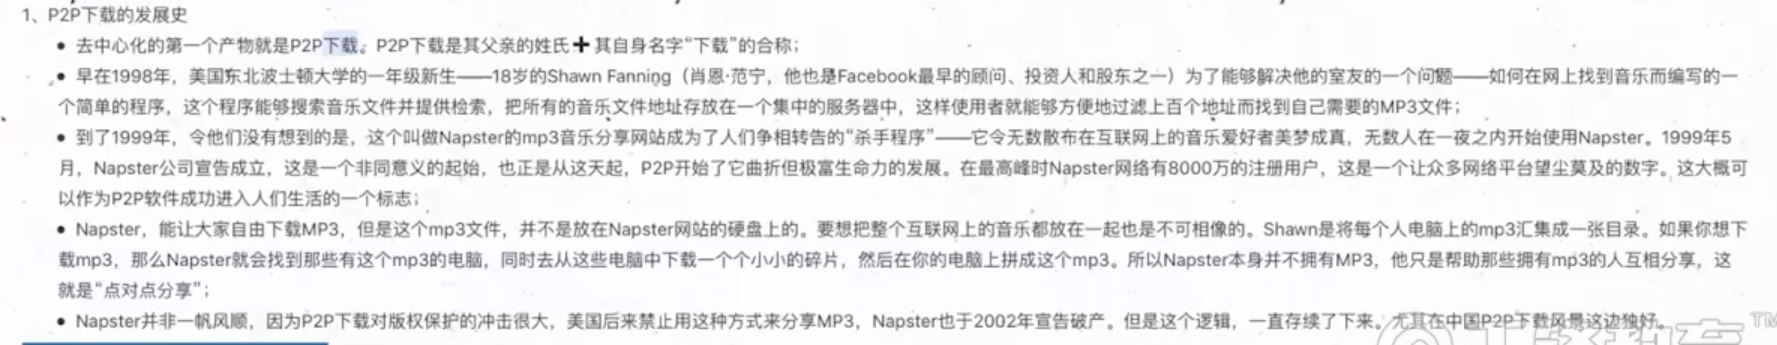 1、P2P下载的发展史
• 去中心化的第一个产物就是P2P下载。P2P下载是其父亲的姓氏➕其自身名字“下载”的合称；
• 早在1998年，美国东北波士顿大学的一年级新生——18岁的Shawn Fanning（肖恩·范宁，他也是Facebook最早的顾问、投资人和股东之一）为了能够解决他的室友的一个问题——如何在网上找到音乐而编写的一
个简单的程序，这个程序能够搜索音乐文件并提供检索，把所有的音乐文件地址存放在一个集中的服务器中，这样使用者就能够方便地过滤上百个地址而找到自己需要的MP3文件；
• 到了1999年，令他们没有想到的是，这个叫做Napster的mp3音乐分享网站成为了人们争相转告的“杀手程序”——它令无数散布在互联网上的音乐爱好者美梦成真，无数人在一夜之内开始使用Napster。1999年5
月，Napster公司宣告成立，这是一个非同意义的起始，也正是从这天起，P2P开始了它曲折但极富生命力的发展。在最高峰时Napster网络有8000万的注册用户，这是一个让众多网络平台望尘莫及的数字。这大概可
以作为P2P软件成功进入人们生活的一个标志；
• Napster，能让大家自由下载MP3，但是这个mp3文件，并不是放在Napster网站的硬盘上的。要想把整个互联网上的音乐都放在一起也是不可相像的。Shawn是将每个人电脑上的mp3汇集成一张目录。如果你想下
载mp3，那么Napster就会找到那些有这个mp3的电脑，同时去从这些电脑中下载一个个小小的碎片，然后在你的电脑上拼成这个mp3。所以Napster本身并不拥有MP3，他只是帮助那些拥有mp3的人互相分享，这
就是“点对点分享”；
• Napster并非一帆风顺，因为P2P下载对版权保护的冲击很大，美国后来禁止用这种方式来分享MP3，Napster也于2002年宣告破产。但是这个逻辑，一直存续了下来。尤其在中国P2P下载风景这边独好。
TM